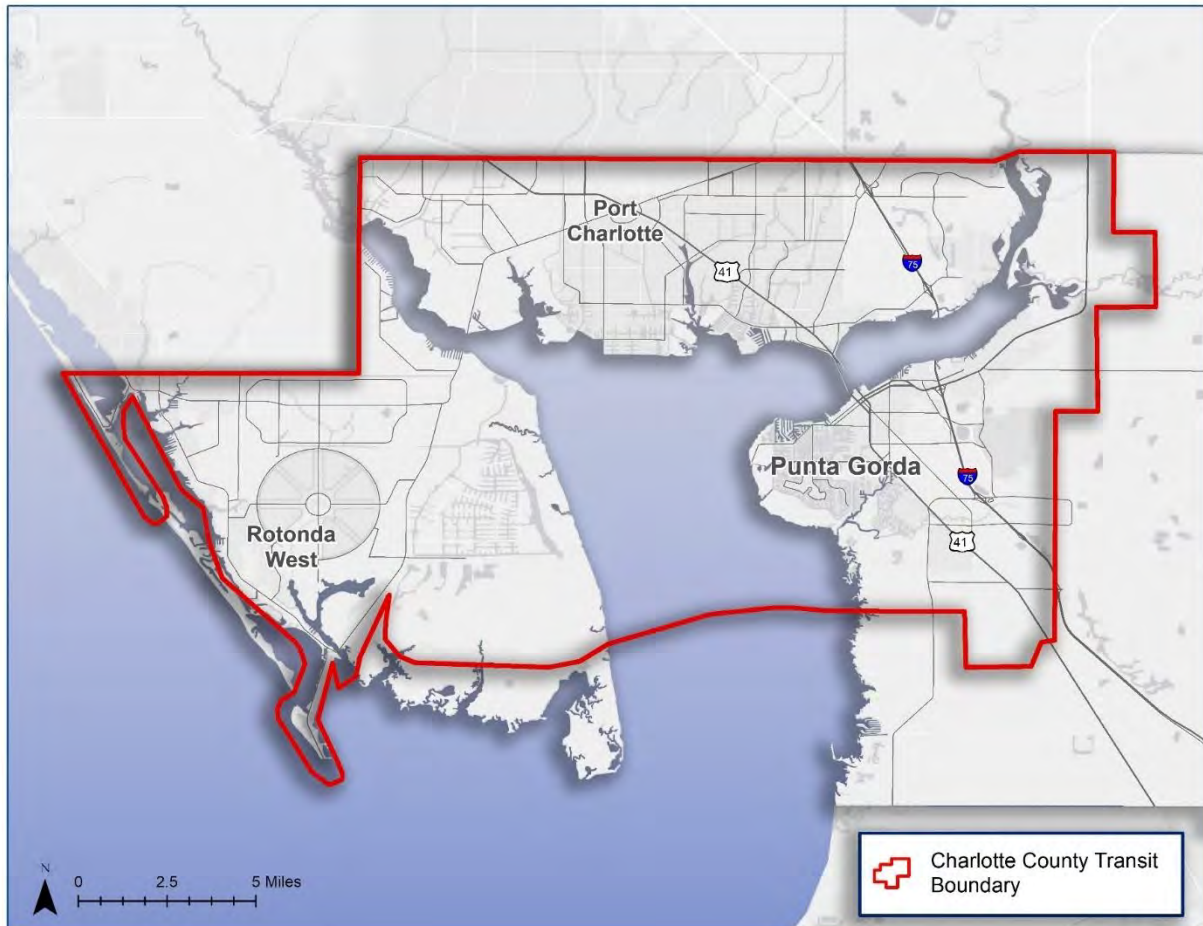 Port
Charlotte
41
75
Punta Gorda
75
Rotonda
West
41
N
0 2.5 5 Miles
Charlotte County Transit
Boundary